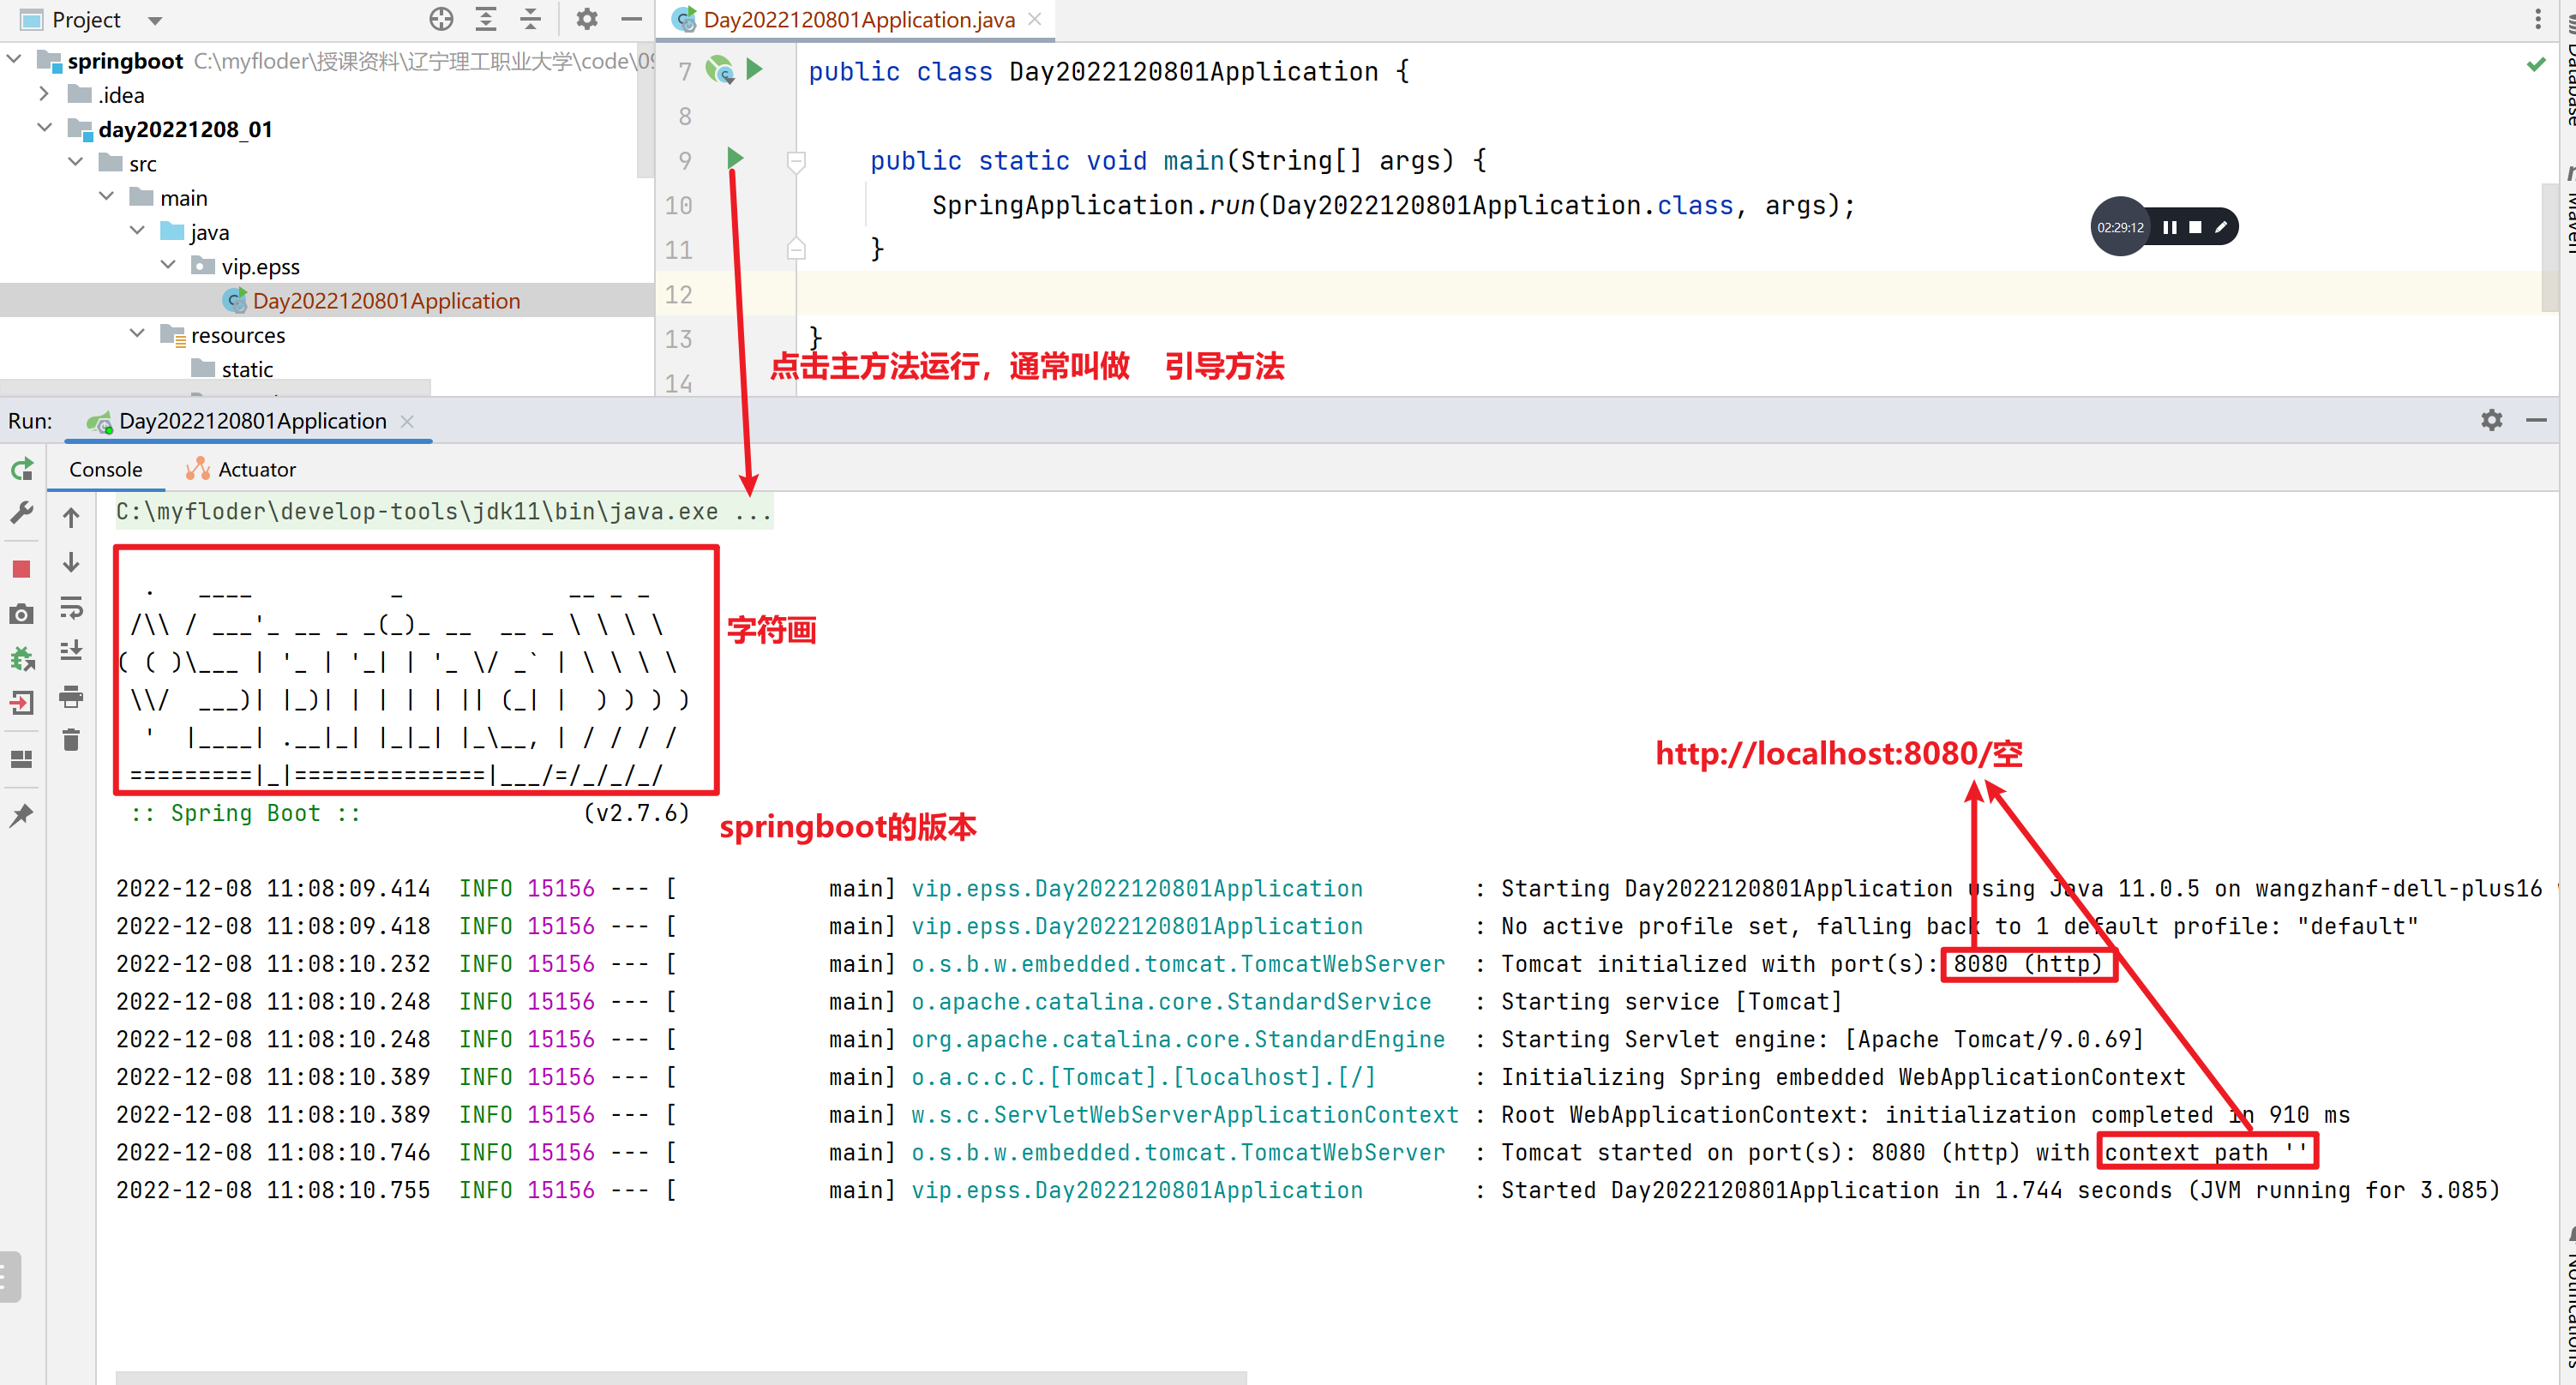 Project
springboot C:\myfloder\授课资料\辽宁理工职业大学\code\09
.idea
day20221208_01
src
main
java
vip.epss
Day2022120801Application
resources
static
Day2022120801Application.java
7 public class Day2022120801Application {
8
9 public static void main(String[] args) {
10 SpringApplication.run(Day2022120801Application.class, args);
11 }
12
13 }
14
02:29:12
Database
Maven
点击主方法运行，通常叫做 引导方法
Run: Day2022120801Application
Console Actuator
C:\myfloder\develop-tools\jdk11\bin\java.exe ...
  .   ____          _            __ _ _
 /\\ / ___'_ __ _ _(_)_ __  __ _ \ \ \ \
( ( )\___ | '_ | '_| | '_ \/ _` | \ \ \ \
 \\/  ___)| |_)| | | | | || (_| |  ) ) ) )
  '  |____| .__|_| |_|_| |_\__, | / / / /
 =========|_|==============|___/=/_/_/_/
字符画
:: Spring Boot :: (v2.7.6)
springboot的版本
http://localhost:8080/空
2022-12-08 11:08:09.414 INFO 15156 --- [ main] vip.epss.Day2022120801Application : Starting Day2022120801Application using Java 11.0.5 on wangzhanf-dell-plus16
2022-12-08 11:08:09.418 INFO 15156 --- [ main] vip.epss.Day2022120801Application : No active profile set, falling back to 1 default profile: "default"
2022-12-08 11:08:10.232 INFO 15156 --- [ main] o.s.b.w.embedded.tomcat.TomcatWebServer : Tomcat initialized with port(s): 8080 (http)
2022-12-08 11:08:10.248 INFO 15156 --- [ main] o.apache.catalina.core.StandardService : Starting service [Tomcat]
2022-12-08 11:08:10.248 INFO 15156 --- [ main] org.apache.catalina.core.StandardEngine : Starting Servlet engine: [Apache Tomcat/9.0.69]
2022-12-08 11:08:10.389 INFO 15156 --- [ main] o.a.c.c.C.[Tomcat].[localhost].[/] : Initializing Spring embedded WebApplicationContext
2022-12-08 11:08:10.389 INFO 15156 --- [ main] w.s.c.ServletWebServerApplicationContext : Root WebApplicationContext: initialization completed in 910 ms
2022-12-08 11:08:10.746 INFO 15156 --- [ main] o.s.b.w.embedded.tomcat.TomcatWebServer : Tomcat started on port(s): 8080 (http) with context path ''
2022-12-08 11:08:10.755 INFO 15156 --- [ main] vip.epss.Day2022120801Application : Started Day2022120801Application in 1.744 seconds (JVM running for 3.085)
Notifications